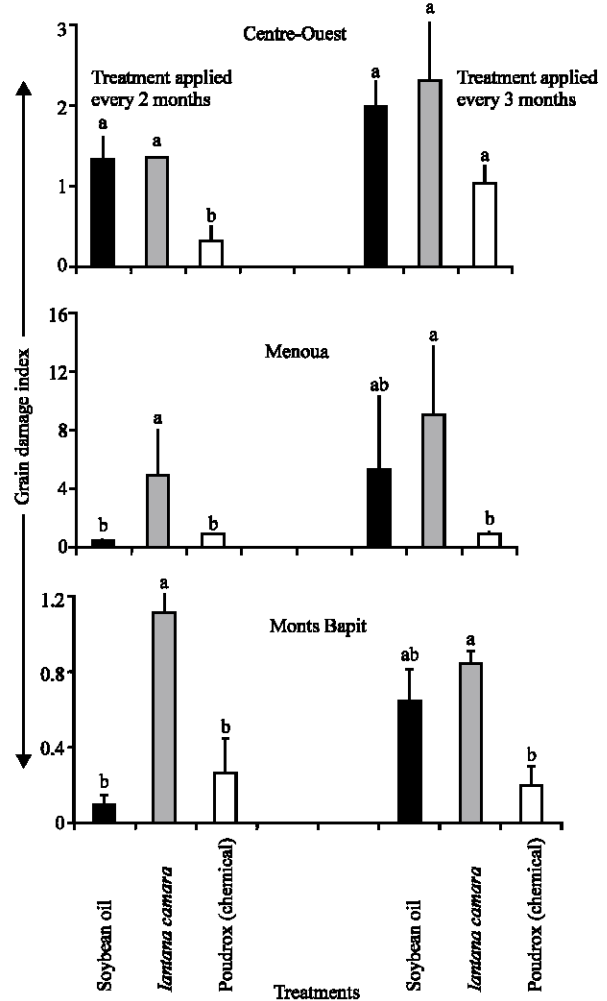 Centre-Ouest
3
2
1
0
Treatment applied
every 2 months
Treatment applied
every 3 months
a
a
b
a
a
a
Menoua
16
12
8
4
0
b
a
b
ab
a
b
Monts Bapit
1.2
0.8
0.4
0
b
a
b
ab
a
b
Grain damage index
Soybean oil
lantana camara
Poudrox (chemical)
Soybean oil
lantana camara
Poudrox (chemical)
Treatments